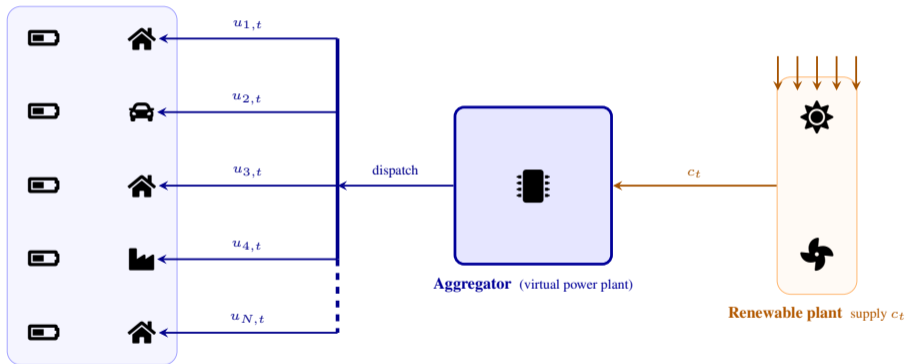 u1,t
u2,t
u3,t
dispatch
ct
u4,t
Aggregator (virtual power plant)
uN,t
Renewable plant supply ct